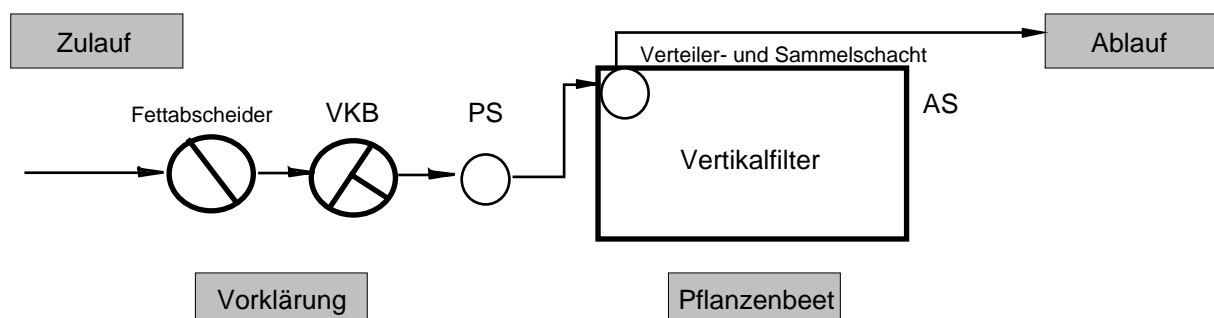 Zulauf
Verteiler- und Sammelschacht
Ablauf
Fettabscheider
VKB
PS
AS
Vertikalfilter
Vorklärung
Pflanzenbeet